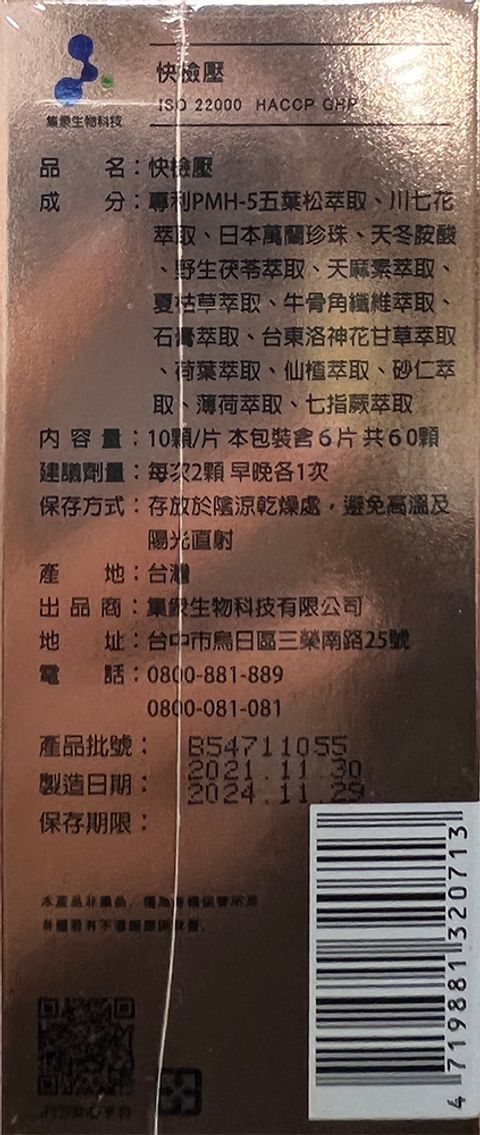 快檢壓
ISO 22000 HACCP GHP
集象生物科技
品名：快檢壓
成分：專利PMH-5五葉松萃取、川七花
萃取、日本萬蘭珍珠、天冬胺酸
、野生茯苓萃取、天麻素萃取、
夏枯草萃取、牛骨角纖維萃取、
石膏萃取、台東洛神花甘草萃取
、荷葉萃取、仙楂萃取、砂仁萃
取、薄荷萃取、七指蕨萃取
內容量：10顆/片 本包裝含6片 共60顆
建議劑量：每次2顆 早晚各1次
保存方式：存放於陰涼乾燥處，避免高溫及
陽光直射
產地：台灣
出品商：集象生物科技有限公司
地址：台中市烏日區三榮南路25號
電話：0800-881-889
0800-081-081
產品批號： B54711055
製造日期： 2021.11.30
保存期限： 2024.11.29
本產品非藥品，僅為
4719881320713